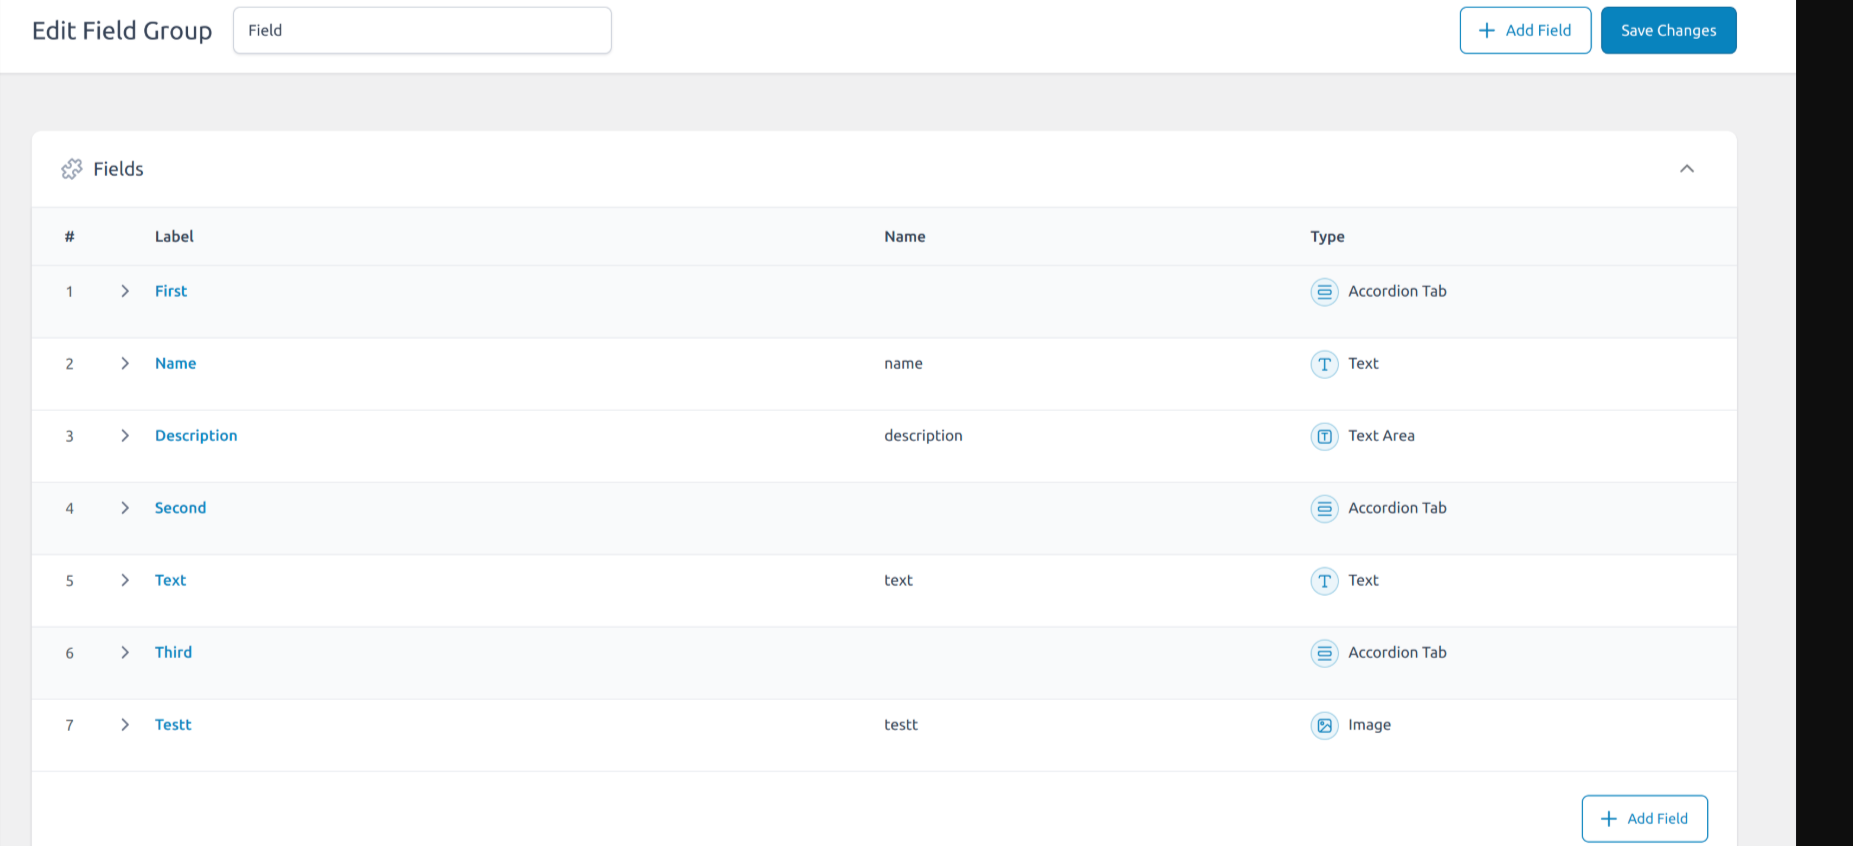 Edit Field Group Field + Add Field Save Changes
Fields
# Label Name Type
1 First Accordion Tab
2 Name name Text
3 Description description Text Area
4 Second Accordion Tab
5 Text text Text
6 Third Accordion Tab
7 Testt testt Image
+ Add Field